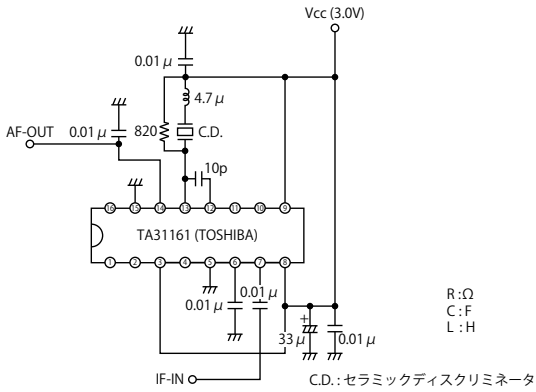 Vcc (3.0V)
0.01 μ
4.7 μ
AF-OUT
0.01 μ
820
C.D.
10p
16
15
14
13
12
11
10
9
TA31161 (TOSHIBA)
1
2
3
4
5
6
7
8
0.01 μ
0.01 μ
+
33 μ
0.01 μ
R :Ω
C : F
L : H
IF-IN
C.D. : セラミックディスクリミネータ